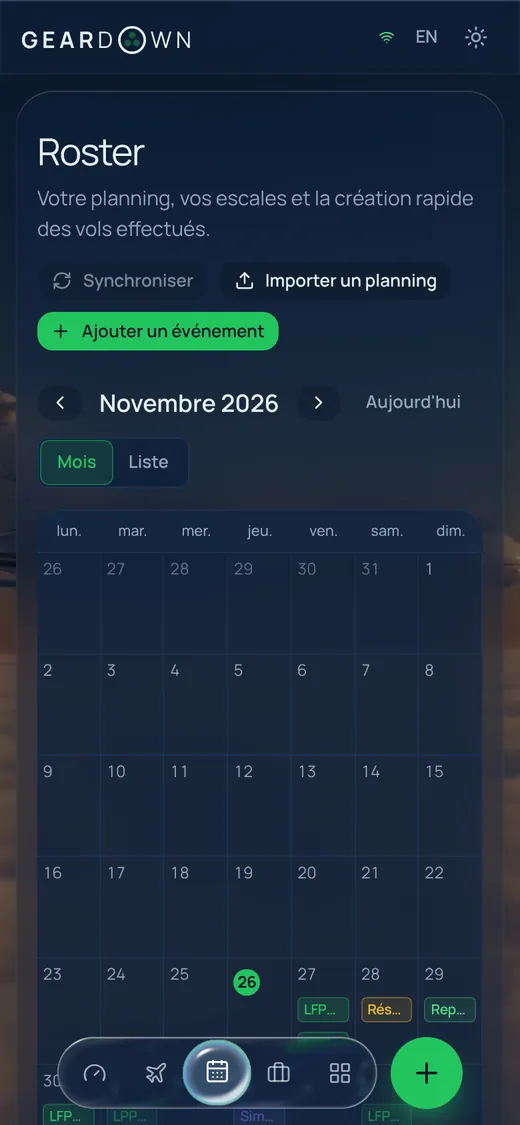 GEARDOWN
EN
Roster
Votre planning, vos escales et la création rapide
des vols effectués.
Synchroniser
Importer un planning
+ Ajouter un événement
Novembre 2026
Aujourd'hui
Mois
Liste
lun. mar. mer. jeu. ven. sam. dim.
26 27 28 29 30 31 1
2 3 4 5 6 7 8
9 10 11 12 13 14 15
16 17 18 19 20 21 22
23 24 25 26 27 28 29
LFP... Rés... Rep...
30
LFP... LPP... Sim... LFP...